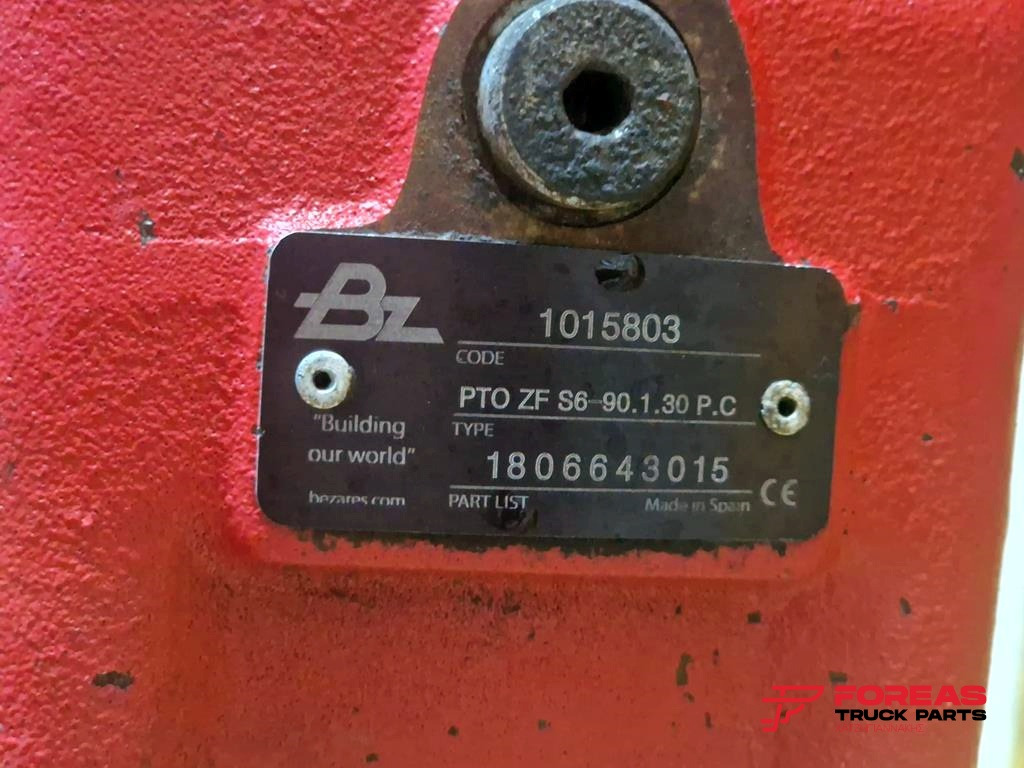 Bz
1015803
CODE
PTO ZF S6-90.1.30 P.C
TYPE
"Building
our world"
1806643015
PART LIST
bezares.com
Made in Spain
CE
FOREAS
TRUCK PARTS